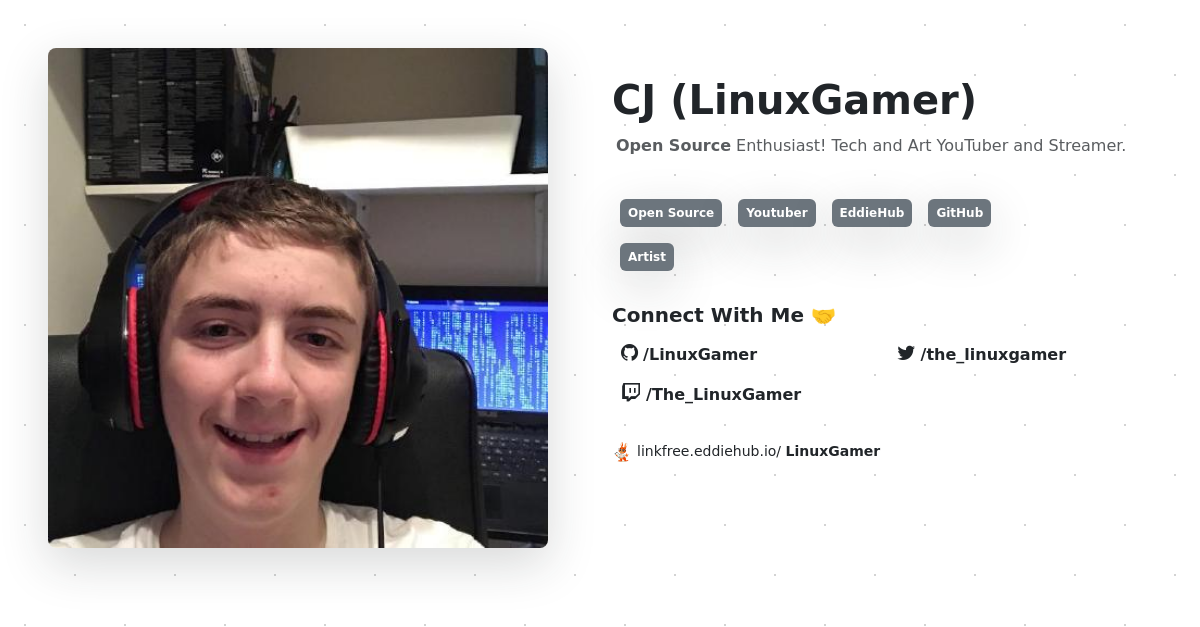 CJ (LinuxGamer)
Open Source Enthusiast! Tech and Art YouTuber and Streamer.
Open Source Youtuber EddieHub GitHub
Artist
Connect With Me 🤝
/LinuxGamer /the_linuxgamer
/The_LinuxGamer
linkfree.eddiehub.io/ LinuxGamer